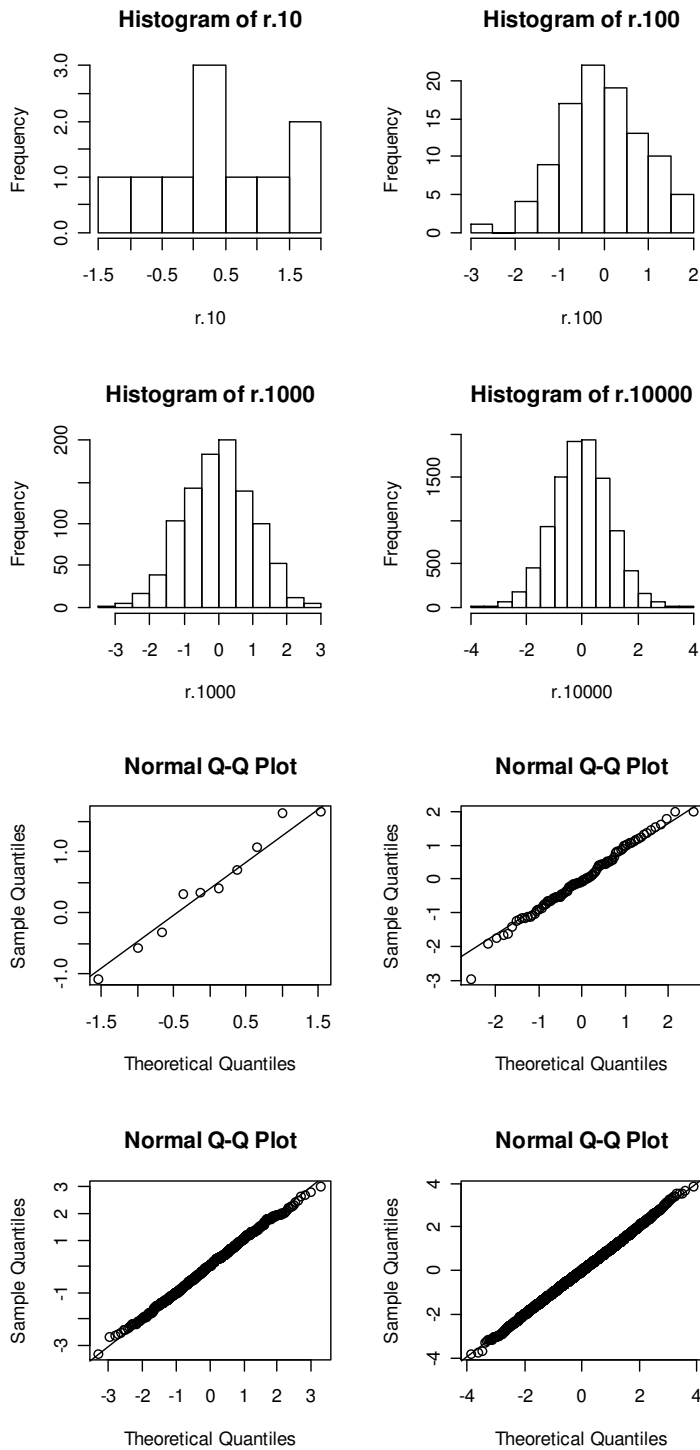 Histogram of r.10
Frequency
0.0 1.0 2.0 3.0
-1.5 -0.5 0.5 1.5
r.10
Histogram of r.100
Frequency
0 5 10 15 20
-3 -2 -1 0 1 2
r.100
Histogram of r.1000
Frequency
0 50 100 200
-3 -2 -1 0 1 2 3
r.1000
Histogram of r.10000
Frequency
0 500 1500
-4 -2 0 2 4
r.10000
Normal Q-Q Plot
Sample Quantiles
-1.0 0.0 1.0
-1.5 -0.5 0.5 1.5
Theoretical Quantiles
Normal Q-Q Plot
Sample Quantiles
-3 -2 -1 0 1 2
-2 -1 0 1 2
Theoretical Quantiles
Normal Q-Q Plot
Sample Quantiles
-3 -1 1 2 3
-3 -2 -1 0 1 2 3
Theoretical Quantiles
Normal Q-Q Plot
Sample Quantiles
-4 -2 0 2 4
-4 -2 0 2 4
Theoretical Quantiles